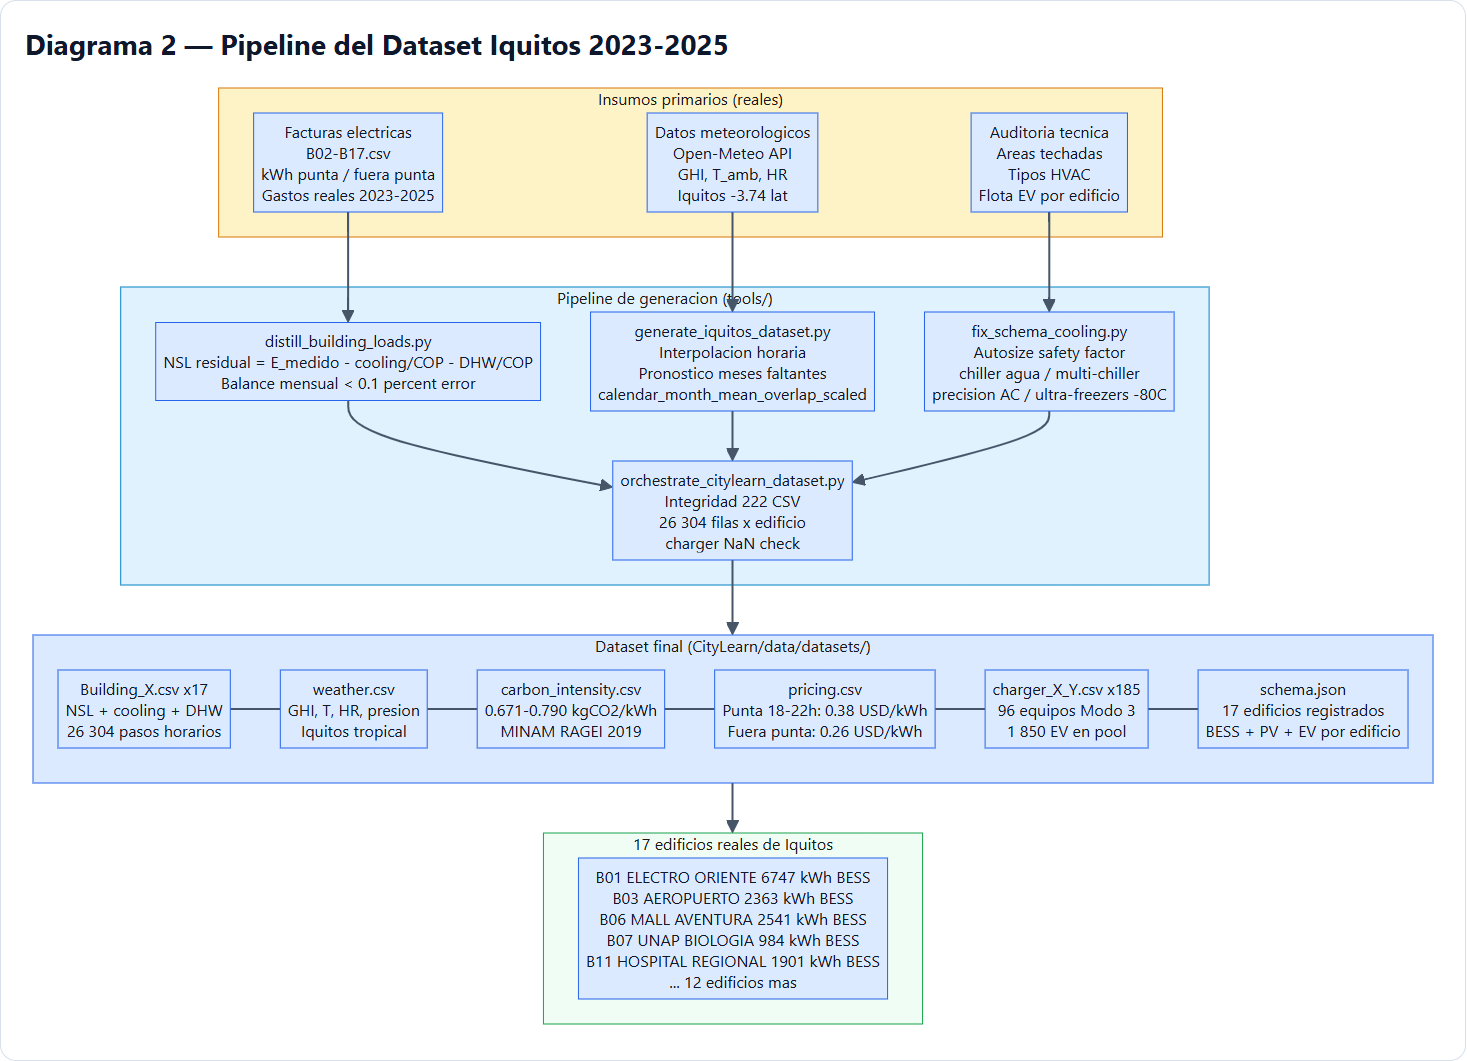 Diagrama 2 — Pipeline del Dataset Iquitos 2023-2025
Insumos primarios (reales)
Facturas electricas
B02-B17.csv
kWh punta / fuera punta
Gastos reales 2023-2025
Datos meteorologicos
Open-Meteo API
GHI, T_amb, HR
Iquitos -3.74 lat
Auditoria tecnica
Areas techadas
Tipos HVAC
Flota EV por edificio
Pipeline de generacion (tools/)
distill_building_loads.py
NSL residual = E_medido - cooling/COP - DHW/COP
Balance mensual < 0.1 percent error
generate_iquitos_dataset.py
Interpolacion horaria
Pronostico meses faltantes
calendar_month_mean_overlap_scaled
fix_schema_cooling.py
Autosize safety factor
chiller agua / multi-chiller
precision AC / ultra-freezers -80C
orchestrate_citylearn_dataset.py
Integridad 222 CSV
26 304 filas x edificio
charger NaN check
Dataset final (CityLearn/data/datasets/)
Building_X.csv x17
NSL + cooling + DHW
26 304 pasos horarios
weather.csv
GHI, T, HR, presion
Iquitos tropical
carbon_intensity.csv
0.671-0.790 kgCO2/kWh
MINAM RAGEI 2019
pricing.csv
Punta 18-22h: 0.38 USD/kWh
Fuera punta: 0.26 USD/kWh
charger_X_Y.csv x185
96 equipos Modo 3
1 850 EV en pool
schema.json
17 edificios registrados
BESS + PV + EV por edificio
17 edificios reales de Iquitos
B01 ELECTRO ORIENTE 6747 kWh BESS
B03 AEROPUERTO 2363 kWh BESS
B06 MALL AVENTURA 2541 kWh BESS
B07 UNAP BIOLOGIA 984 kWh BESS
B11 HOSPITAL REGIONAL 1901 kWh BESS
... 12 edificios mas